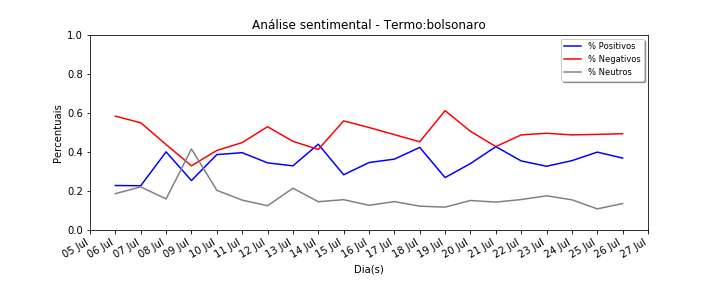 Análise sentimental - Termo:bolsonaro
% Positivos
% Negativos
% Neutros
Percentuais
1.0
0.8
0.6
0.4
0.2
0.0
05 Jul
06 Jul
07 Jul
08 Jul
09 Jul
10 Jul
11 Jul
12 Jul
13 Jul
14 Jul
15 Jul
16 Jul
17 Jul
18 Jul
19 Jul
20 Jul
21 Jul
22 Jul
23 Jul
24 Jul
25 Jul
26 Jul
27 Jul
Dia(s)